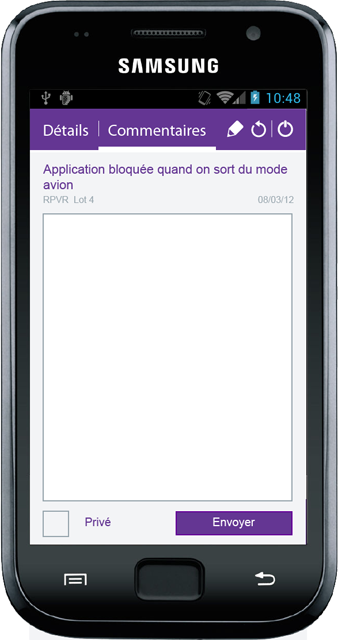 SAMSUNG
10:48
Détails Commentaires
Application bloquée quand on sort du mode
avion
RPVR Lot 4 08/03/12
Privé Envoyer